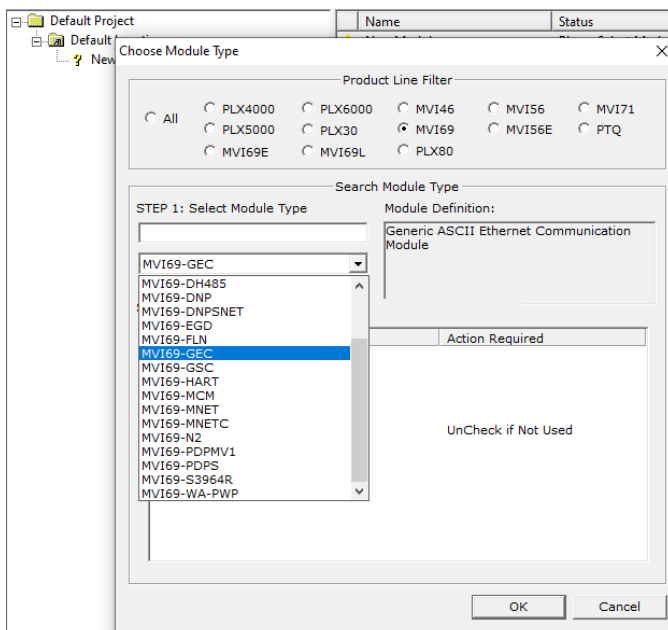 Default Project
Name
Status
Default
New
Choose Module Type
Product Line Filter
All
PLX4000
PLX6000
MVI46
MVI56
MVI71
PLX5000
PLX30
MVI69
MVI56E
PTQ
MVI69E
MVI69L
PLX80
Search Module Type
STEP 1: Select Module Type
Module Definition:
Generic ASCII Ethernet Communication
Module
MVI69-GEC
MVI69-DH485
MVI69-DNP
MVI69-DNPSNET
MVI69-EGD
MVI69-FLN
MVI69-GEC
MVI69-GSC
MVI69-HART
MVI69-MCM
MVI69-MNET
MVI69-MNETC
MVI69-N2
MVI69-PDPMV1
MVI69-PDPS
MVI69-S3964R
MVI69-WA-PWP
Action Required
UnCheck if Not Used
OK
Cancel